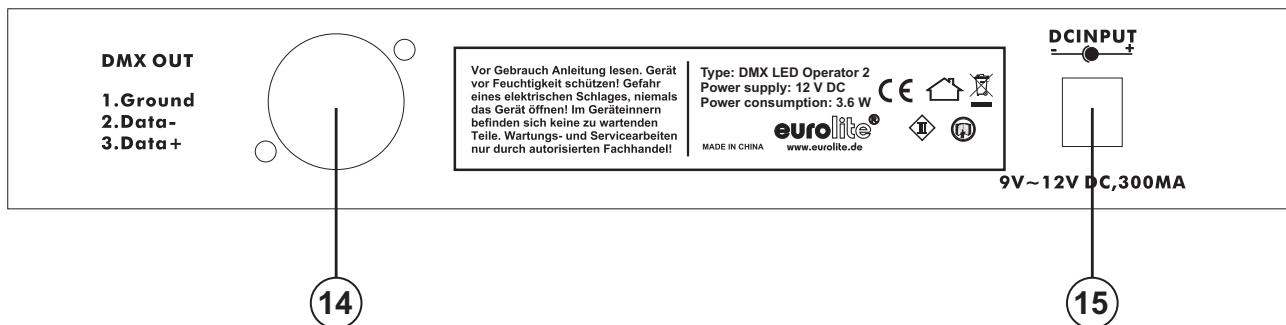 DMX OUT
1.Ground
2.Data-
3.Data+
Vor Gebrauch Anleitung lesen. Gerät
vor Feuchtigkeit schützen! Gefahr
eines elektrischen Schlages, niemals
das Gerät öffnen! Im Geräteinnern
befinden sich keine zu wartenden
Teile. Wartungs- und Servicearbeiten
nur durch autorisierten Fachhandel!
Type: DMX LED Operator 2
Power supply: 12 V DC
Power consumption: 3.6 W
CE
eurolite®
MADE IN CHINA
www.eurolite.de
III
DCINPUT
- +
9V~12V DC,300MA
14
15